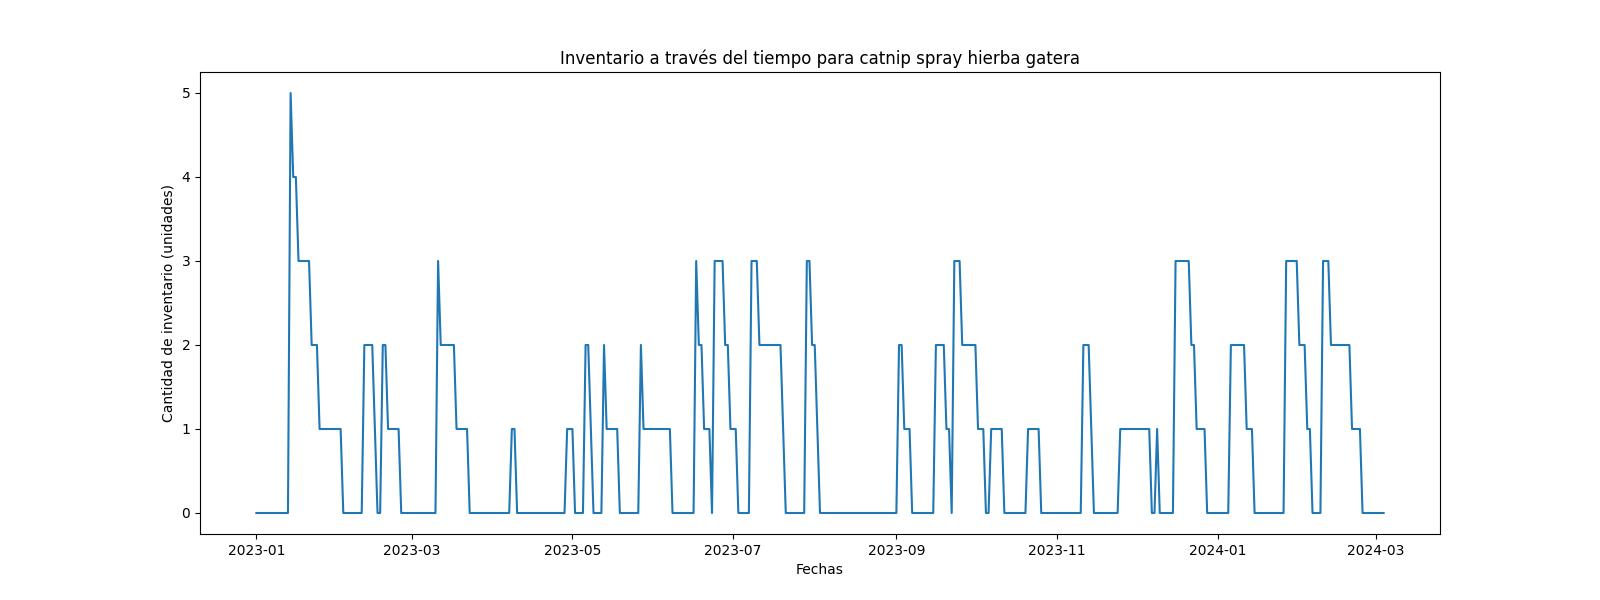 Inventario a través del tiempo para catnip spray hierba gatera
Cantidad de inventario (unidades)
5
4
3
2
1
0
2023-01 2023-03 2023-05 2023-07 2023-09 2023-11 2024-01 2024-03
Fechas